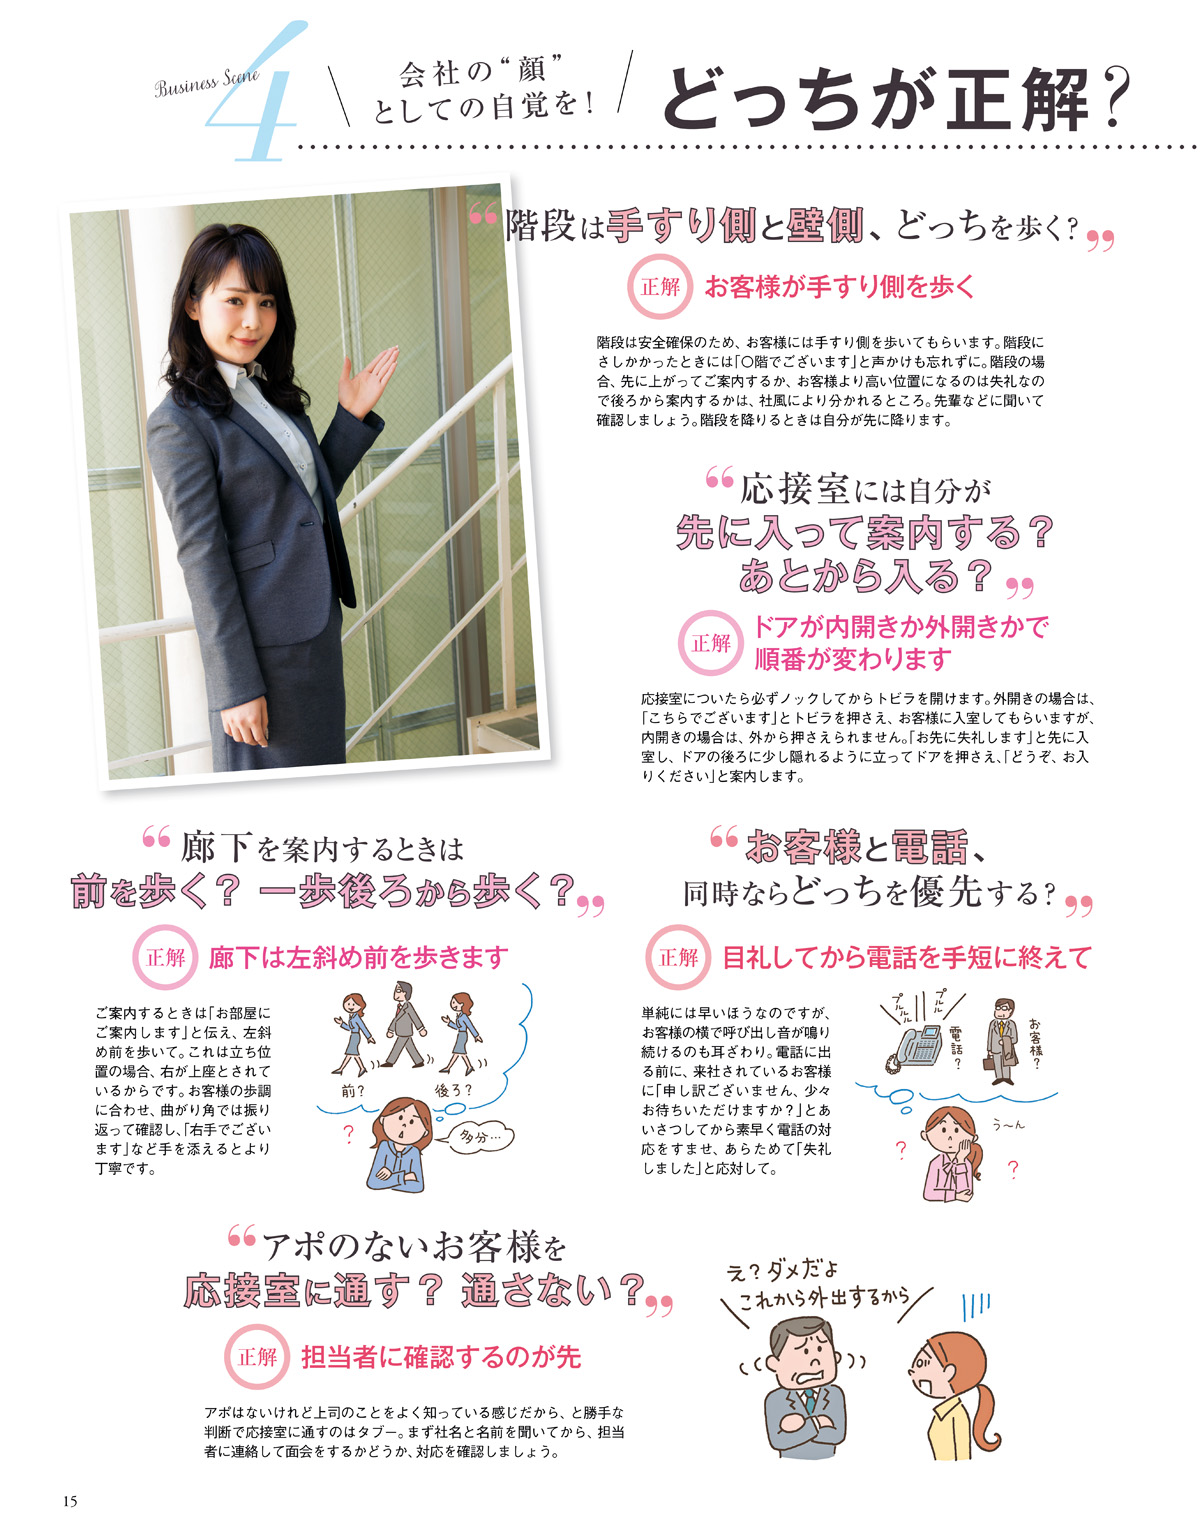 Business Scene
4
会社の“顔”
としての自覚を！
どっちが正解？
“階段は手すり側と壁側、どっちを歩く？”
正解 お客様が手すり側を歩く
階段は安全確保のため、お客様には手すり側を歩いてもらいます。階段に
さしかかったときには「〇階でございます」と声かけも忘れずに。階段の場
合、先に上がってご案内するか、お客様より高い位置になるのは失礼なの
で後ろから案内するかは、社風により分かれるところ。先輩などに聞いて
確認しましょう。階段を降りるときは自分が先に降ります。
“応接室には自分が
先に入って案内する？
あとから入る？”
正解 ドアが内開きか外開きかで
順番が変わります
応接室についたら必ずノックしてからトビラを開けます。外開きの場合は、
「こちらでございます」とトビラを押さえ、お客様に入室してもらいますが、
内開きの場合は、外から押さえられません。「お先に失礼します」と先に入
室し、ドアの後ろに少し隠れるように立ってドアを押さえ、「どうぞ、お入
りください」と案内します。
“廊下を案内するときは
前を歩く？ 一歩後ろから歩く？”
正解 廊下は左斜め前を歩きます
ご案内するときは「お部屋に
ご案内します」と伝え、左斜
め前を歩いて。これは立ち位
置の場合、右が上座とされて
いるからです。お客様の歩調
に合わせ、曲がり角では振り
返って確認し、「右手でござい
ます」など手を添えるとより
丁寧です。
前？ 後ろ？
？
多分…
“お客様と電話、
同時ならどっちを優先する？”
正解 目礼してから電話を手短に終えて
単純には早いほうなのですが、
お客様の横で呼び出し音が鳴り
続けるのも耳ざわり。電話に出
る前に、来社されているお客様
に「申し訳ございません、少々
お待ちいただけますか？」とあ
いさつしてから素早く電話の対
応をすませ、あらためて「失礼
しました」と応対して。
プルルル
プルルル
電話？
お客様？
う〜ん
？
？
“アポのないお客様を
応接室に通す？ 通さない？”
正解 担当者に確認するのが先
アポはないけれど上司のことをよく知っている感じだから、と勝手な
判断で応接室に通すのはタブー。まず社名と名前を聞いてから、担当
者に連絡して面会をするかどうか、対応を確認しましょう。
え？ダメだよ
これから外出するから
15